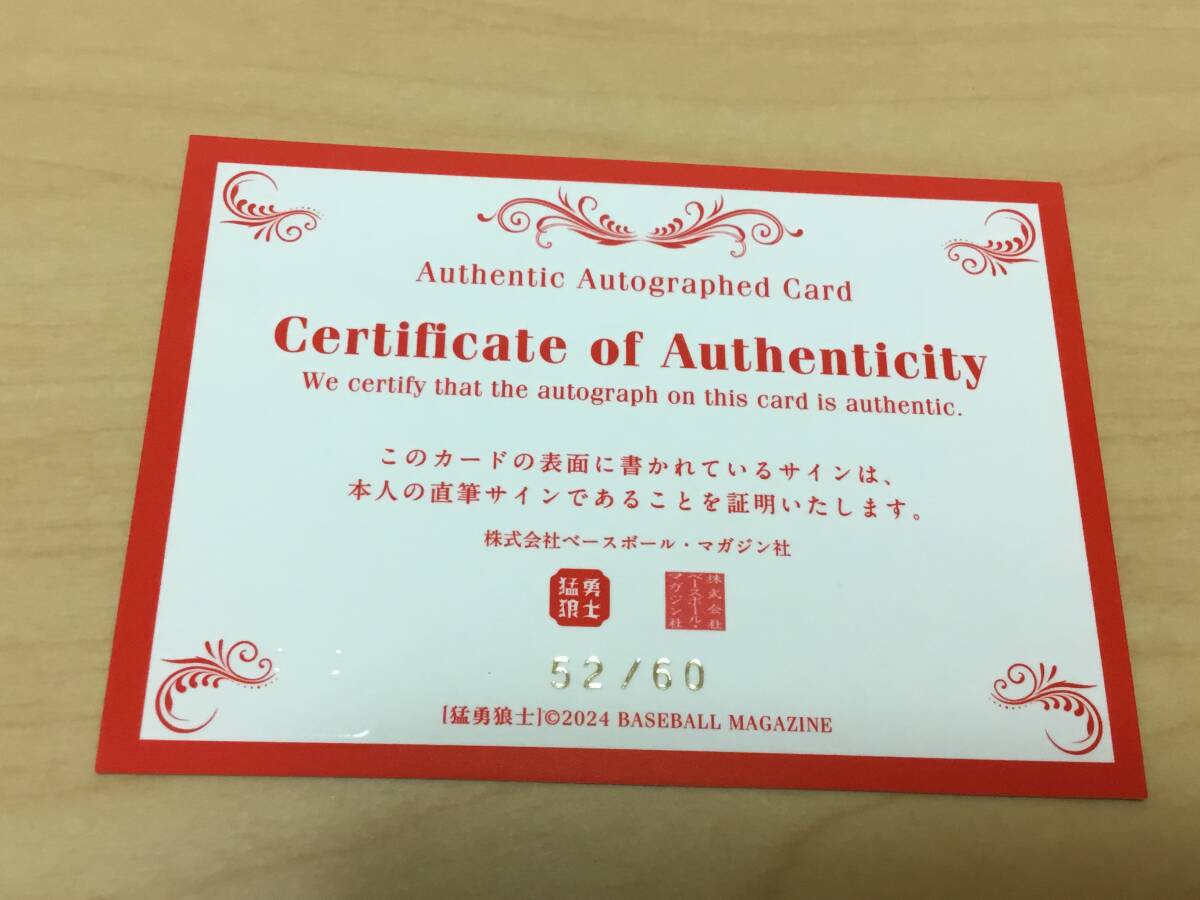 Authentic Autographed Card
Certificate of Authenticity
We certify that the autograph on this card is authentic.
このカードの表面に書かれているサインは、
本人の直筆サインであることを証明いたします。
株式会社ベースボール・マガジン社
猛勇狼士
株式会社ベースボール・マガジン社
52/60
[猛勇狼士]©2024 BASEBALL MAGAZINE